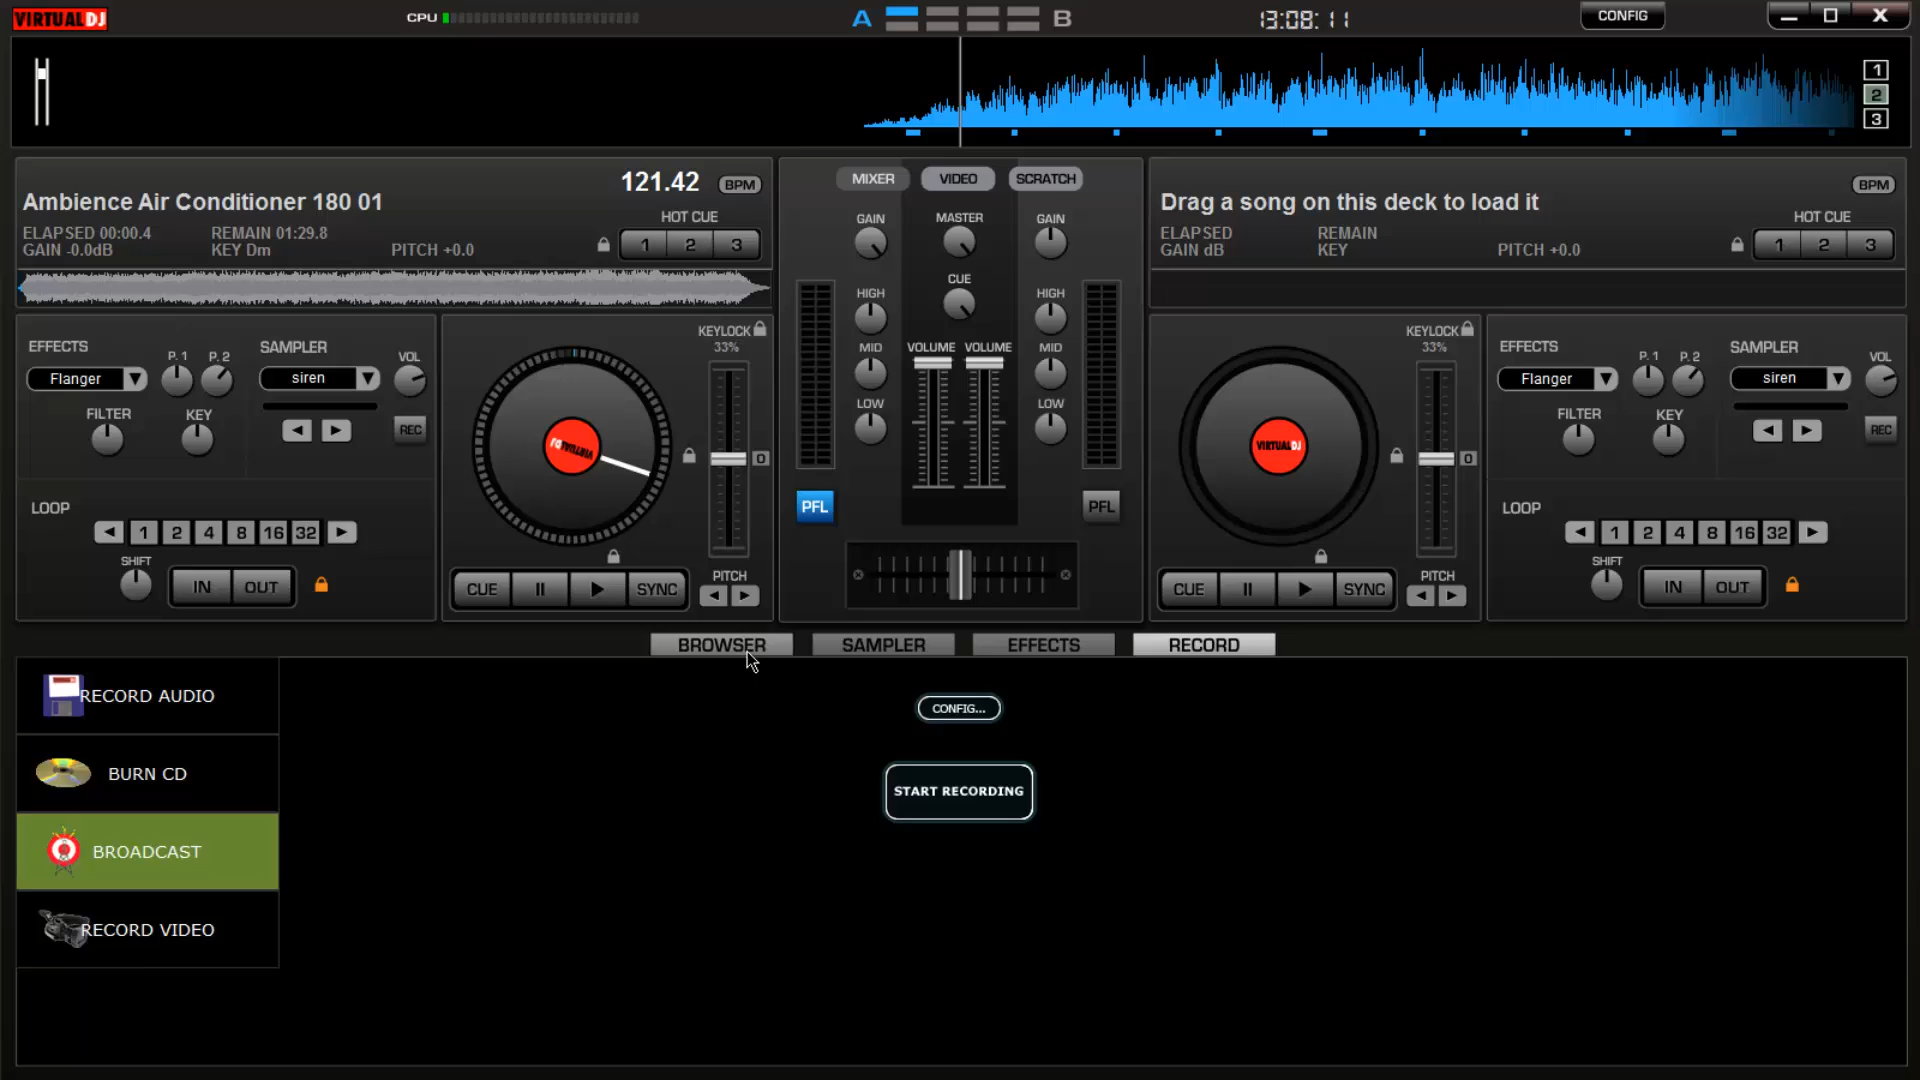 VIRTUAL DJ
CPU
A
B
13:08:11
CONFIG
X
1
2
3
Ambience Air Conditioner 180 01
121.42
BPM
ELAPSED 00:00.4
REMAIN 01:29.8
HOT CUE
GAIN -0.0dB
KEY Dm
PITCH +0.0
1 2 3
MIXER
VIDEO
SCRATCH
GAIN
MASTER
GAIN
CUE
HIGH
HIGH
VOLUME
VOLUME
MID
MID
LOW
LOW
PFL
PFL
Drag a song on this deck to load it
BPM
ELAPSED
REMAIN
HOT CUE
GAIN dB
KEY
PITCH +0.0
1 2 3
EFFECTS
P. 1
P. 2
SAMPLER
VOL
Flanger
siren
FILTER
KEY
REC
LOOP
1 2 4 8 16 32
SHIFT
IN
OUT
KEYLOCK
33%
VIRTUAL DJ
0
CUE
SYNC
PITCH
KEYLOCK
33%
VIRTUAL DJ
0
CUE
SYNC
PITCH
EFFECTS
P. 1
P. 2
SAMPLER
VOL
Flanger
siren
FILTER
KEY
REC
LOOP
1 2 4 8 16 32
SHIFT
IN
OUT
BROWSER
SAMPLER
EFFECTS
RECORD
RECORD AUDIO
BURN CD
BROADCAST
RECORD VIDEO
CONFIG...
START RECORDING